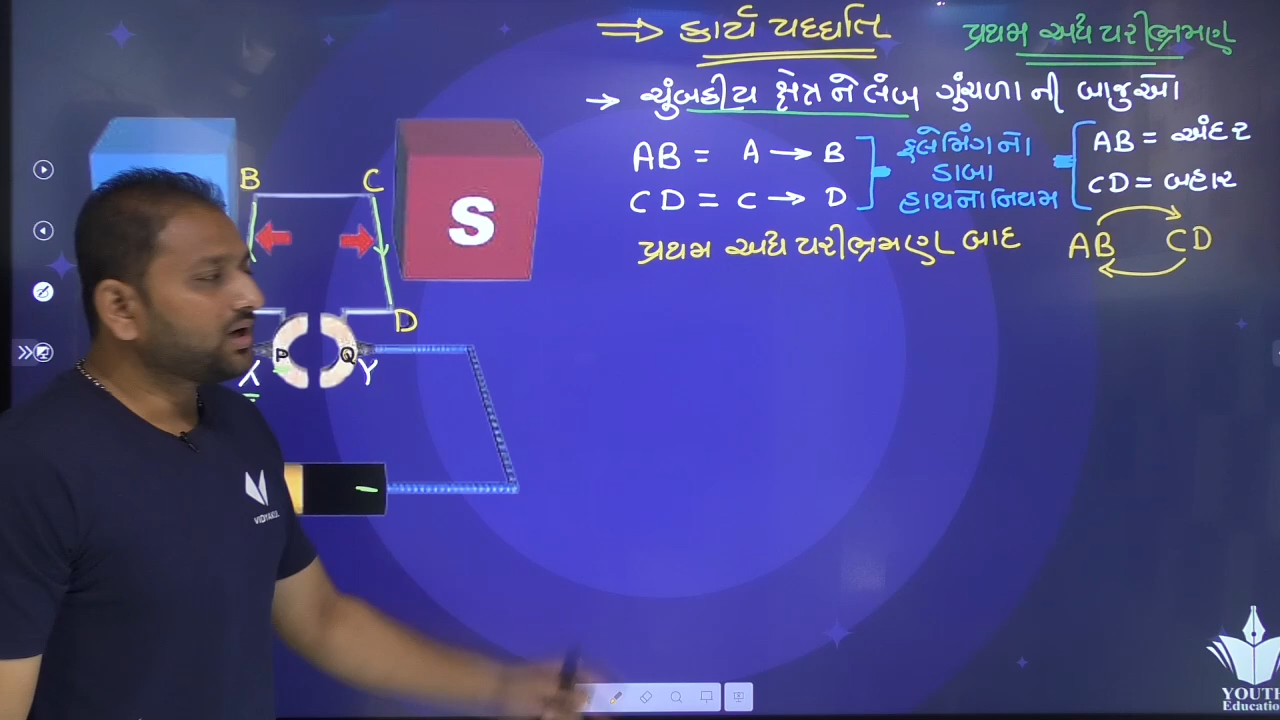 કાર્ય પદ્ધતિ
પ્રથમ અર્ધ પરીભ્રમણ
ચુંબકીય ક્ષેત્ર ને લંબ ગુંચળા ની બાજુઓ
AB = A → B
CD = C → D
ફ્લેમિંગ નો
ડાબા
હાથના નિયમ
AB = અંદર
CD = બહાર
પ્રથમ અર્ધ પરીભ્રમણ બાદ
AB CD
B C
S
D
P Q
X Y
-
VIDYAKUL
YOUTH
Education